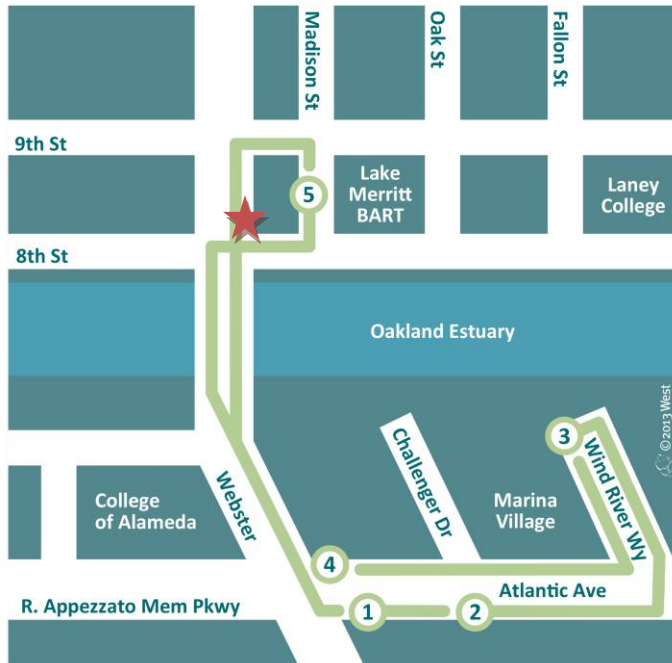 Madison St
Oak St
Fallon St
9th St
Lake
Merritt
BART
5
Laney
College
8th St
Oakland Estuary
© 2013 West
3
Challenger Dr
Wind River Wy
College
of Alameda
Webster
Marina
Village
4
Atlantic Ave
R. Appezzato Mem Pkwy
1
2